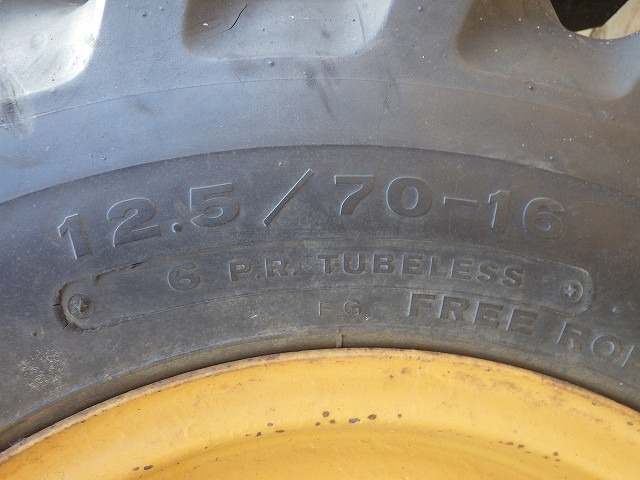 12.5/70-16
6 P.R. TUBELESS
F.G. FREE